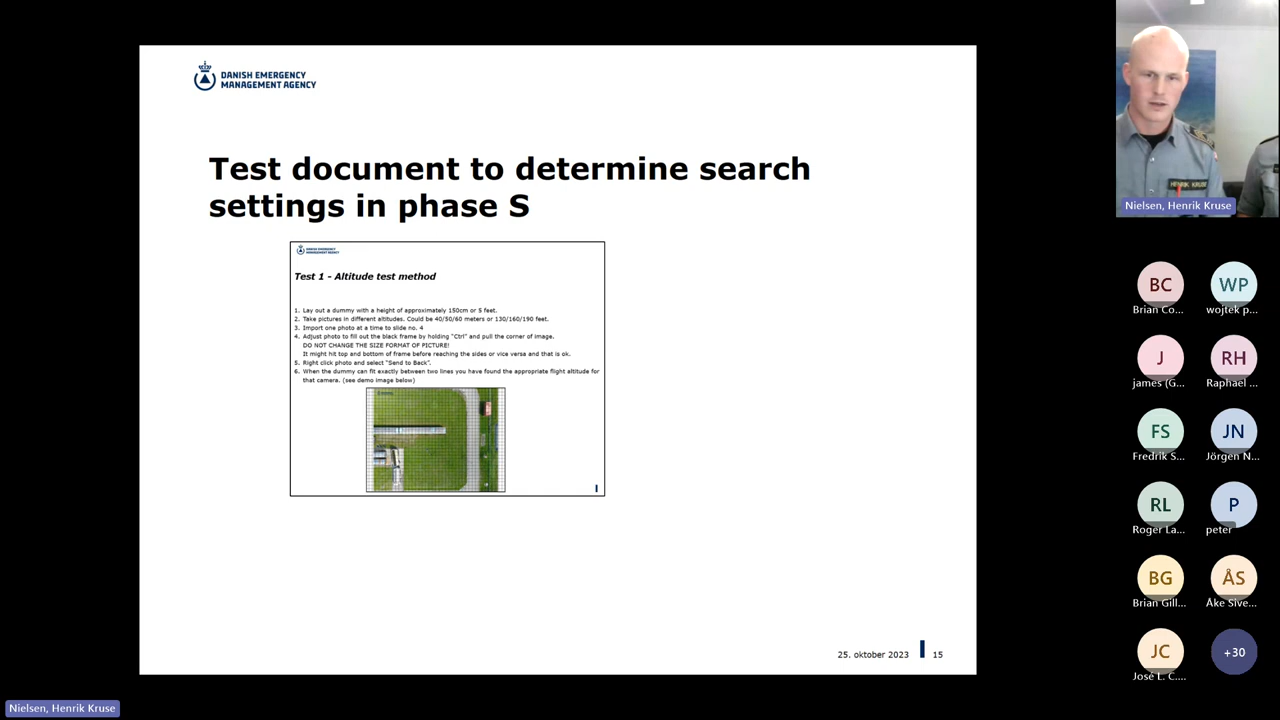 DANISH EMERGENCY
MANAGEMENT AGENCY
Test document to determine search
settings in phase S
DANISH EMERGENCY
MANAGEMENT AGENCY
Test 1 - Altitude test method
1. Lay out a dummy with a height of approximately 150cm or 5 feet.
2. Take pictures in different altitudes. Could be 40/50/60 meters or 130/160/190 feet.
3. Import one photo at a time to slide no. 4
4. Adjust photo to fill out the black frame by holding "Ctrl" and pull the corner of image.
DO NOT CHANGE THE SIZE FORMAT OF PICTURE!
It might hit top and bottom of frame before reaching the sides or vice versa and that is ok.
5. Right click photo and select "Send to Back".
6. When the dummy can fit exactly between two lines you have found the appropriate flight altitude for
that camera. (see demo image below)
25. oktober 2023 15
HENRIK KRUSE
Nielsen, Henrik Kruse
BC WP
Brian Co... wojtek p...
J RH
james (G... Raphael ...
FS JN
Fredrik S... Jörgen N...
RL P
Roger La... peter
BG ÅS
Brian Gill... Åke Sive...
JC +30
José L. C....
Nielsen, Henrik Kruse